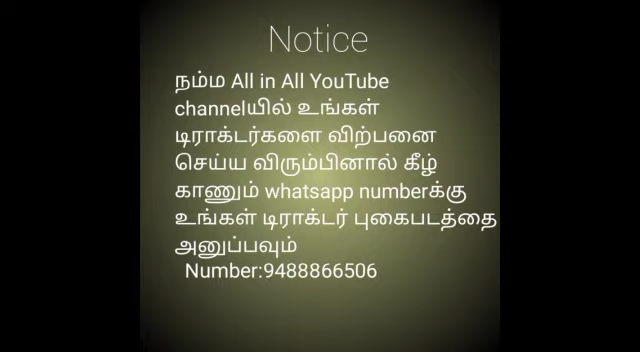 Notice
நம்ம All in All YouTube
channelயில் உங்கள்
டிராக்டர்களை விற்பனை
செய்ய விரும்பினால் கீழ்
காணும் whatsapp numberக்கு
உங்கள் டிராக்டர் புகைபடத்தை
அனுப்பவும்
Number:9488866506